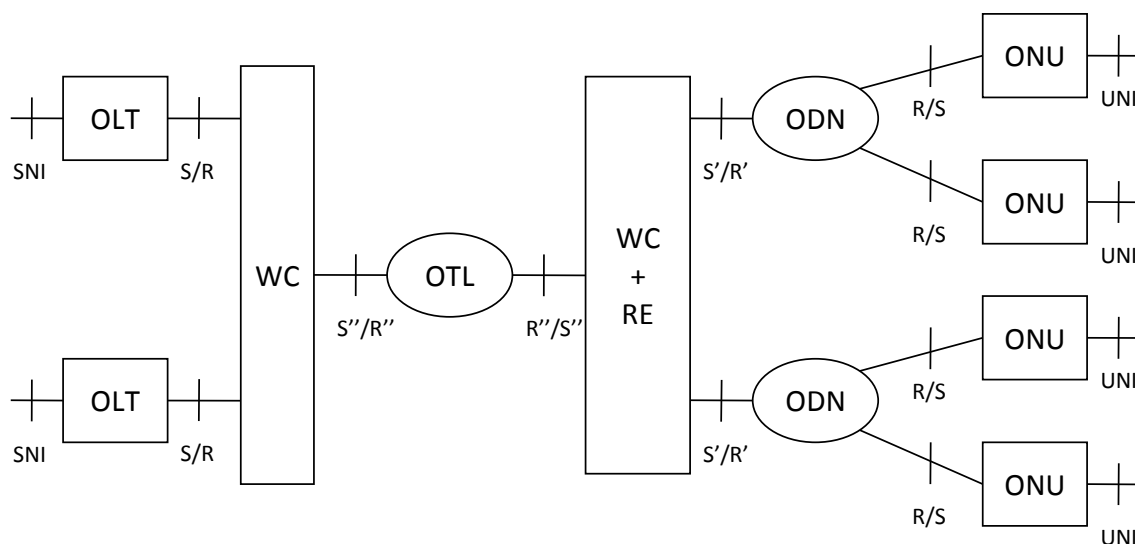 ONU
OLT
ODN
R/S
UNI
SNI
S/R
S'/R'
ONU
R/S
UNI
WC
OTL
WC
+
RE
S''/R''
R''/S''
ONU
OLT
ODN
R/S
UNI
SNI
S/R
S'/R'
ONU
R/S
UNI